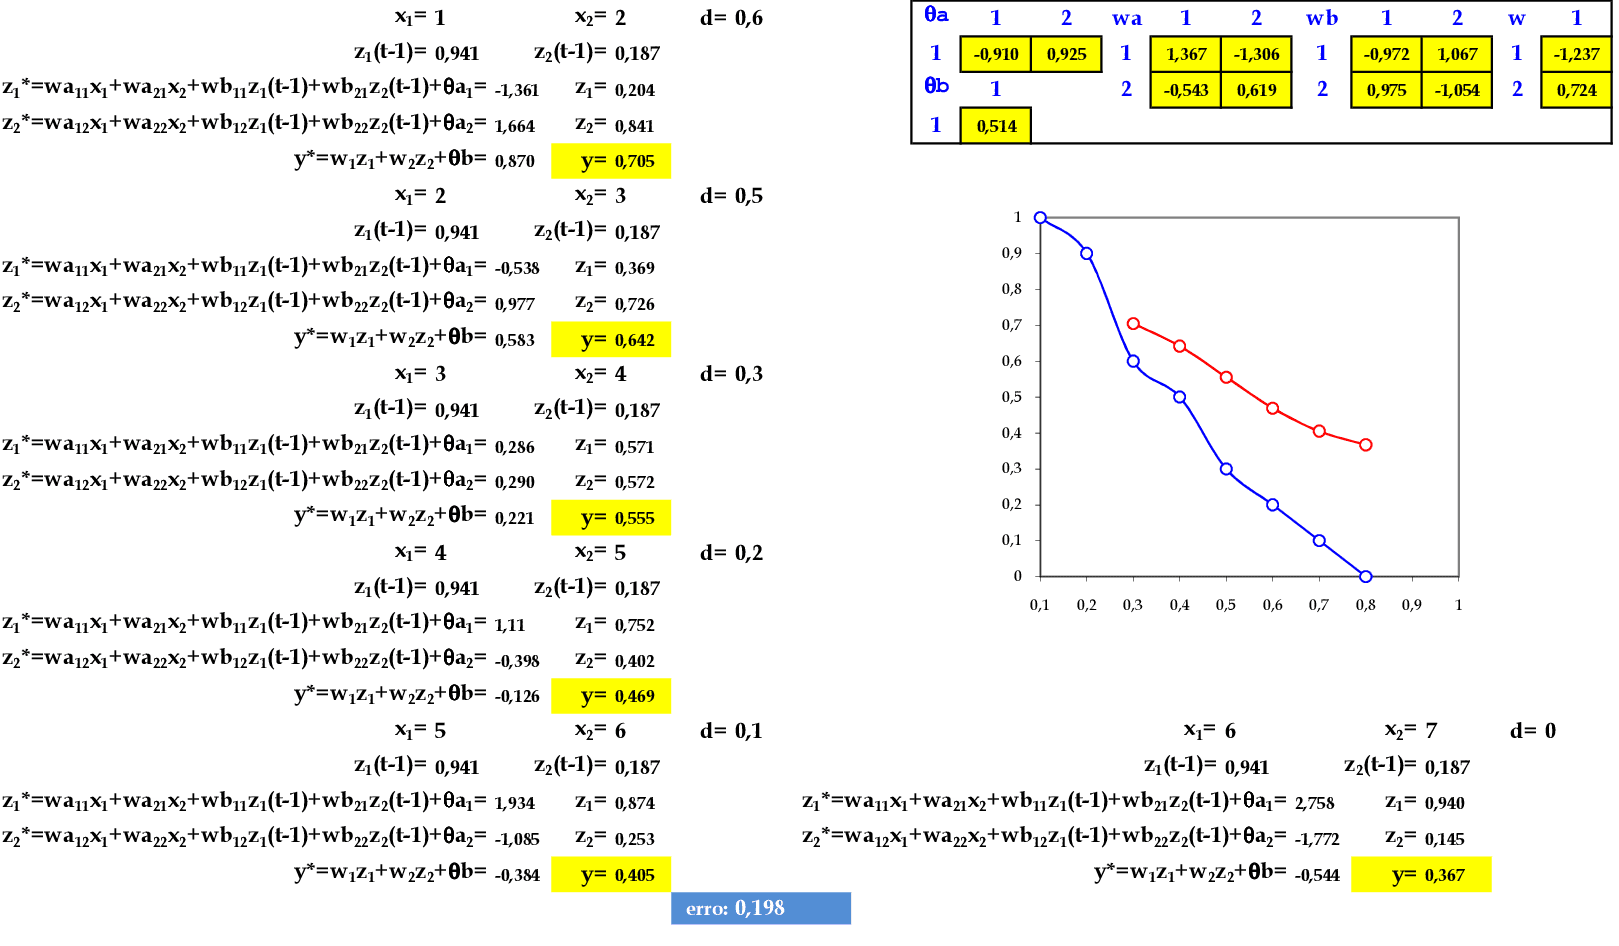 x₁= 1 x₂= 2 d= 0,6
z₁(t-1)= 0,941 z₂(t-1)= 0,187
z₁*=wa₁₁x₁+wa₂₁x₂+wb₁₁z₁(t-1)+wb₂₁z₂(t-1)+θa₁= -1,361 z₁= 0,204
z₂*=wa₁₂x₁+wa₂₂x₂+wb₁₂z₁(t-1)+wb₂₂z₂(t-1)+θa₂= 1,664 z₂= 0,841
y*=w₁z₁+w₂z₂+θb= 0,870 y= 0,705
x₁= 2 x₂= 3 d= 0,5
z₁(t-1)= 0,941 z₂(t-1)= 0,187
z₁*=wa₁₁x₁+wa₂₁x₂+wb₁₁z₁(t-1)+wb₂₁z₂(t-1)+θa₁= -0,538 z₁= 0,369
z₂*=wa₁₂x₁+wa₂₂x₂+wb₁₂z₁(t-1)+wb₂₂z₂(t-1)+θa₂= 0,977 z₂= 0,726
y*=w₁z₁+w₂z₂+θb= 0,583 y= 0,642
x₁= 3 x₂= 4 d= 0,3
z₁(t-1)= 0,941 z₂(t-1)= 0,187
z₁*=wa₁₁x₁+wa₂₁x₂+wb₁₁z₁(t-1)+wb₂₁z₂(t-1)+θa₁= 0,286 z₁= 0,571
z₂*=wa₁₂x₁+wa₂₂x₂+wb₁₂z₁(t-1)+wb₂₂z₂(t-1)+θa₂= 0,290 z₂= 0,572
y*=w₁z₁+w₂z₂+θb= 0,221 y= 0,555
x₁= 4 x₂= 5 d= 0,2
z₁(t-1)= 0,941 z₂(t-1)= 0,187
z₁*=wa₁₁x₁+wa₂₁x₂+wb₁₁z₁(t-1)+wb₂₁z₂(t-1)+θa₁= 1,11 z₁= 0,752
z₂*=wa₁₂x₁+wa₂₂x₂+wb₁₂z₁(t-1)+wb₂₂z₂(t-1)+θa₂= -0,398 z₂= 0,402
y*=w₁z₁+w₂z₂+θb= -0,126 y= 0,469
x₁= 5 x₂= 6 d= 0,1
z₁(t-1)= 0,941 z₂(t-1)= 0,187
z₁*=wa₁₁x₁+wa₂₁x₂+wb₁₁z₁(t-1)+wb₂₁z₂(t-1)+θa₁= 1,934 z₁= 0,874
z₂*=wa₁₂x₁+wa₂₂x₂+wb₁₂z₁(t-1)+wb₂₂z₂(t-1)+θa₂= -1,085 z₂= 0,253
y*=w₁z₁+w₂z₂+θb= -0,384 y= 0,405
erro: 0,198
θa 1 2 wa 1 2 wb 1 2 w 1
1 -0,910 0,925 1 1,367 -1,306 1 -0,972 1,067 1 -1,237
θb 1 2 -0,543 0,619 2 0,975 -1,054 2 0,724
1 0,514
1
0,9
0,8
0,7
0,6
0,5
0,4
0,3
0,2
0,1
0
0,1 0,2 0,3 0,4 0,5 0,6 0,7 0,8 0,9 1
x₁= 6 x₂= 7 d= 0
z₁(t-1)= 0,941 z₂(t-1)= 0,187
z₁*=wa₁₁x₁+wa₂₁x₂+wb₁₁z₁(t-1)+wb₂₁z₂(t-1)+θa₁= 2,758 z₁= 0,940
z₂*=wa₁₂x₁+wa₂₂x₂+wb₁₂z₁(t-1)+wb₂₂z₂(t-1)+θa₂= -1,772 z₂= 0,145
y*=w₁z₁+w₂z₂+θb= -0,544 y= 0,367